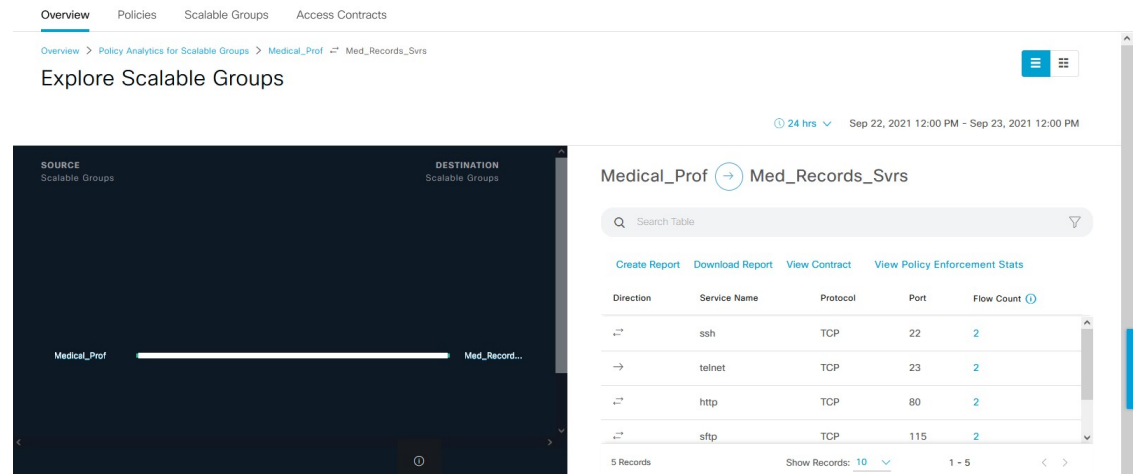 Overview Policies Scalable Groups Access Contracts
Overview > Policy Analytics for Scalable Groups > Medical_Prof ⇄ Med_Records_Svrs
Explore Scalable Groups
24 hrs Sep 22, 2021 12:00 PM - Sep 23, 2021 12:00 PM
SOURCE DESTINATION
Scalable Groups Scalable Groups
Medical_Prof Med_Record...
Medical_Prof → Med_Records_Svrs
Search Table
Create Report Download Report View Contract View Policy Enforcement Stats
Direction Service Name Protocol Port Flow Count
⇄ ssh TCP 22 2
→ telnet TCP 23 2
⇄ http TCP 80 2
⇄ sftp TCP 115 2
5 Records Show Records: 10 1 - 5 < >